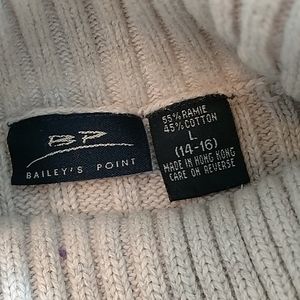 BP
BAILEY'S POINT
55% RAMIE
45% COTTON
L
(14-16)
MADE IN HONG KONG
CARE ON REVERSE